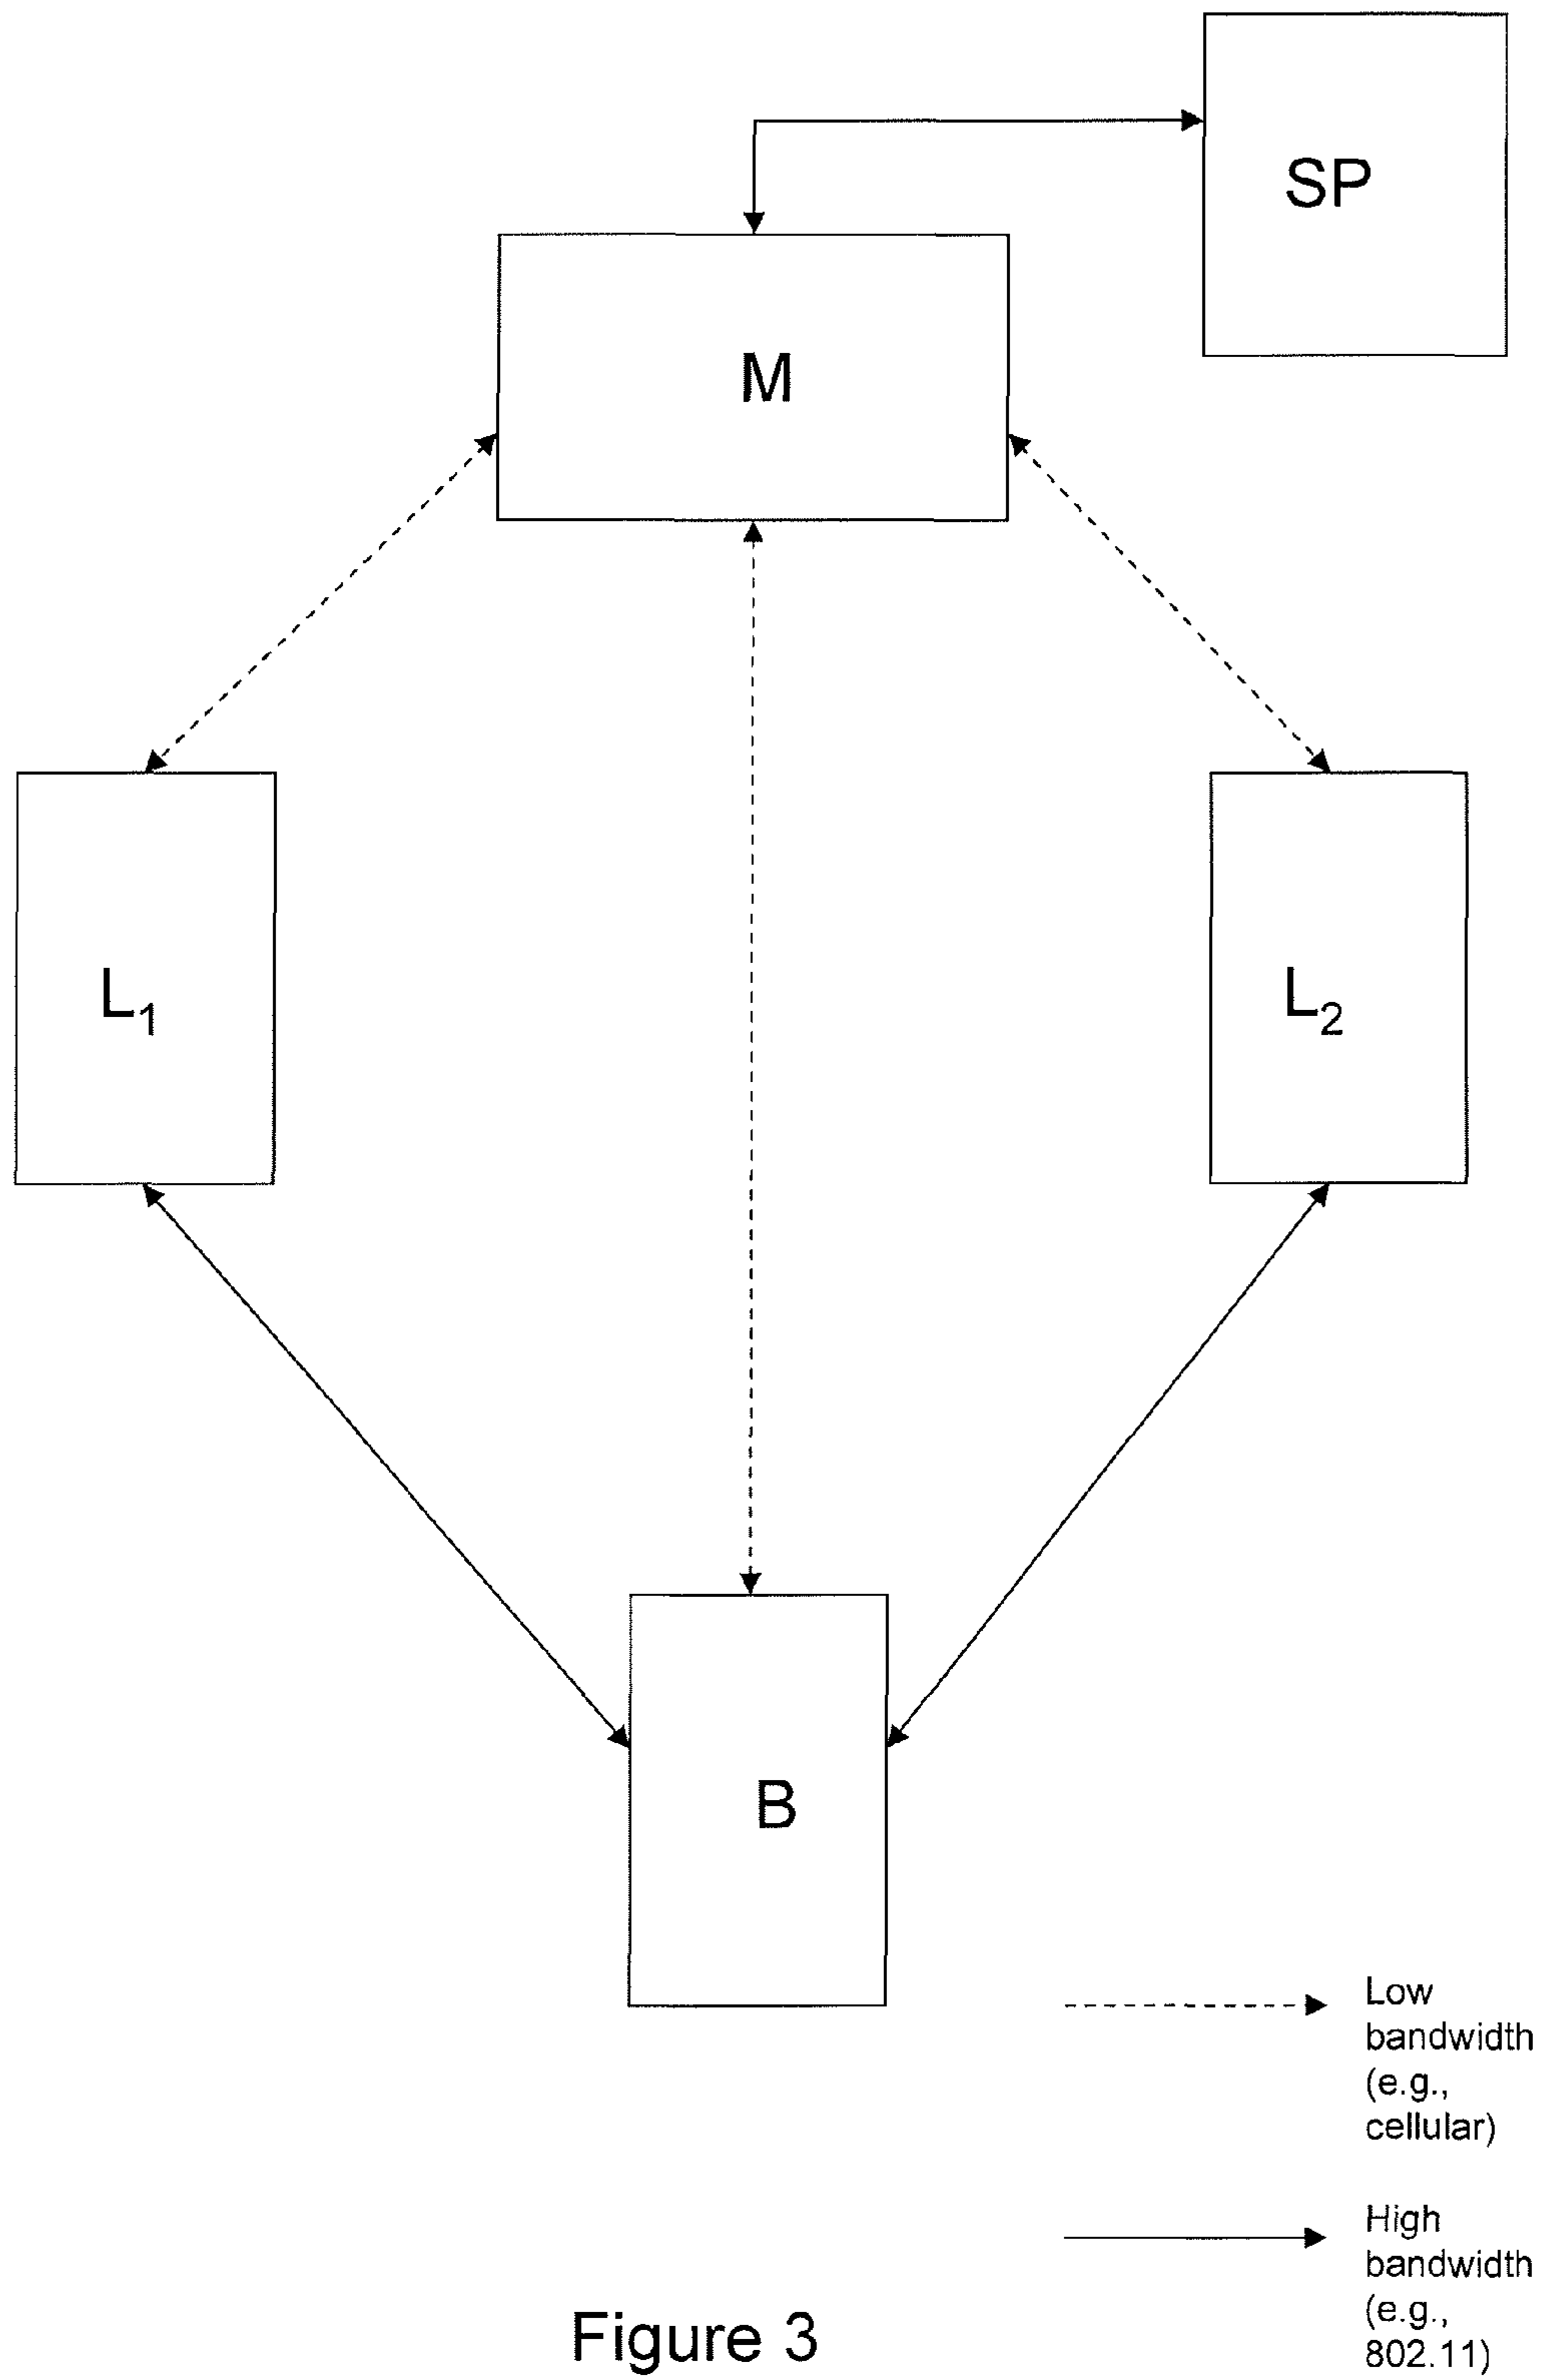 SP
M
L1
L2
B
Low
bandwidth
(e.g.,
cellular)
High
bandwidth
(e.g.,
802.11)
Figure 3